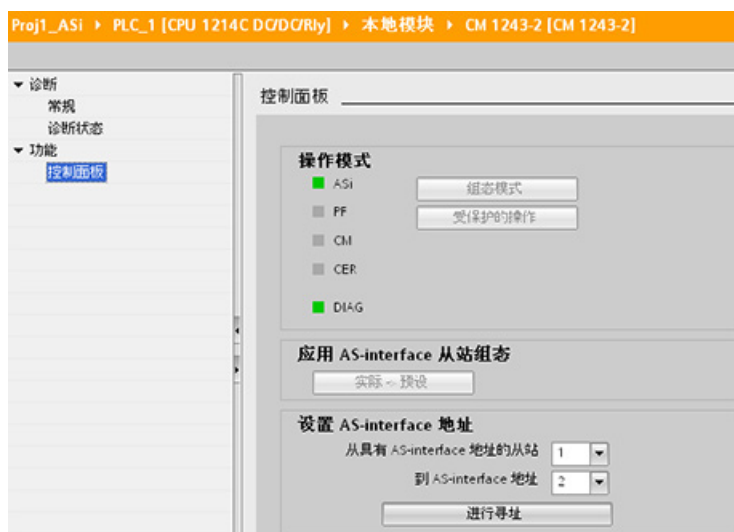 Proj1_ASi ▸ PLC_1 [CPU 1214C DC/DC/Rly] ▸ 本地模块 ▸ CM 1243-2 [CM 1243-2]
诊断
常规
诊断状态
功能
控制面板
控制面板
操作模式
ASi
组态模式
PF
受保护的操作
CM
CER
DIAG
应用 AS-interface 从站组态
实际 -> 预设
设置 AS-interface 地址
从具有 AS-interface 地址的从站 1
到 AS-interface 地址 2
进行寻址